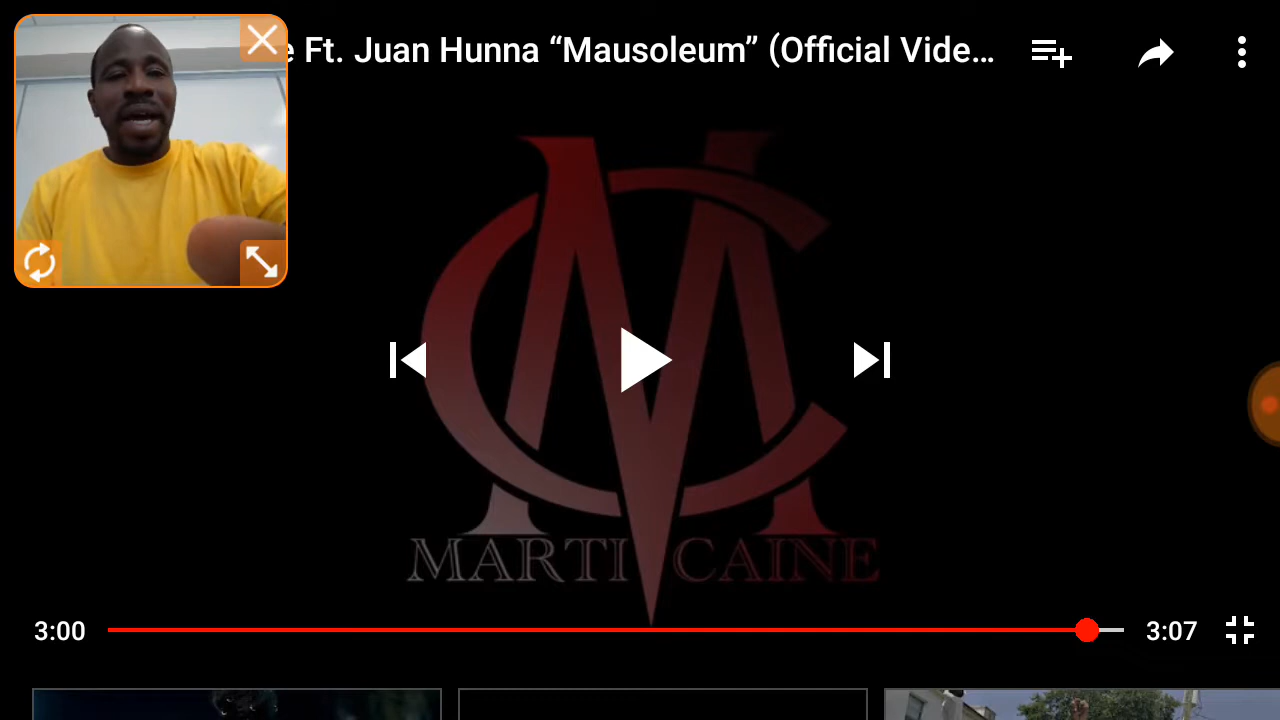 e Ft. Juan Hunna “Mausoleum” (Official Vide...
MARTI CAINE
3:00
3:07